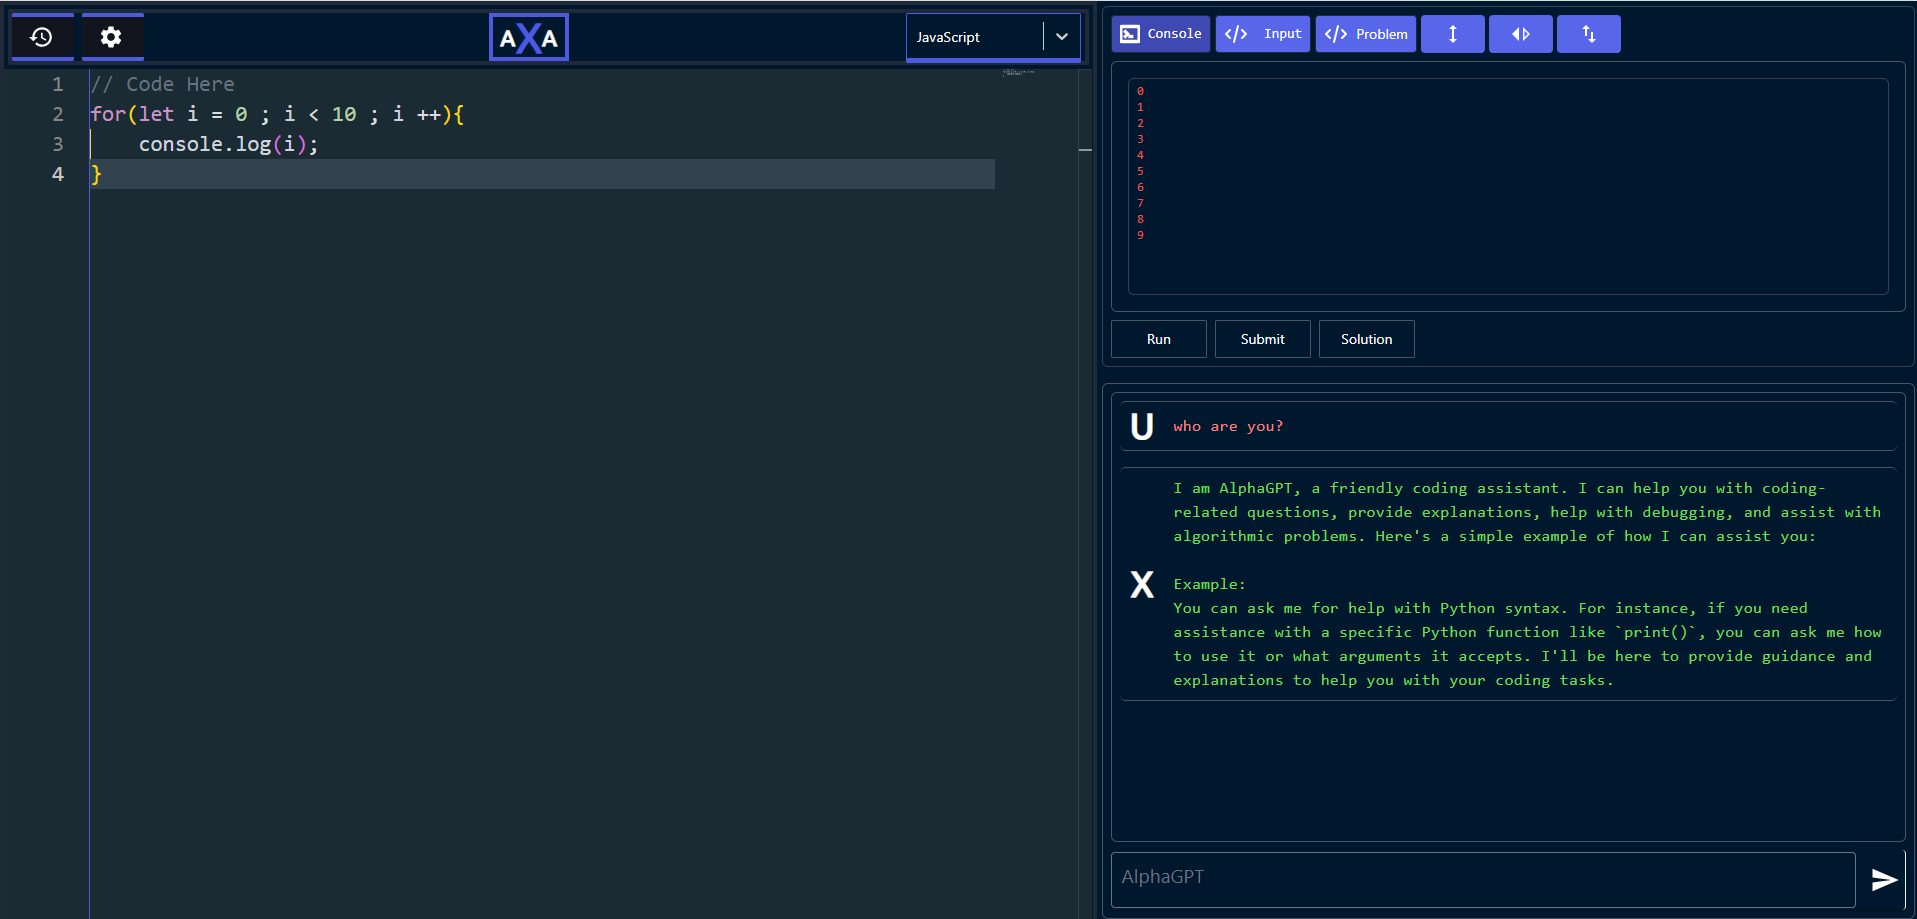 AXA
JavaScript
1 // Code Here
2 for(let i = 0 ; i < 10 ; i ++){
3     console.log(i);
4 }
Console
Input
Problem
0
1
2
3
4
5
6
7
8
9
Run
Submit
Solution
U
who are you?
I am AlphaGPT, a friendly coding assistant. I can help you with coding-
related questions, provide explanations, help with debugging, and assist with
algorithmic problems. Here's a simple example of how I can assist you:
X
Example:
You can ask me for help with Python syntax. For instance, if you need
assistance with a specific Python function like `print()`, you can ask me how
to use it or what arguments it accepts. I'll be here to provide guidance and
explanations to help you with your coding tasks.
AlphaGPT